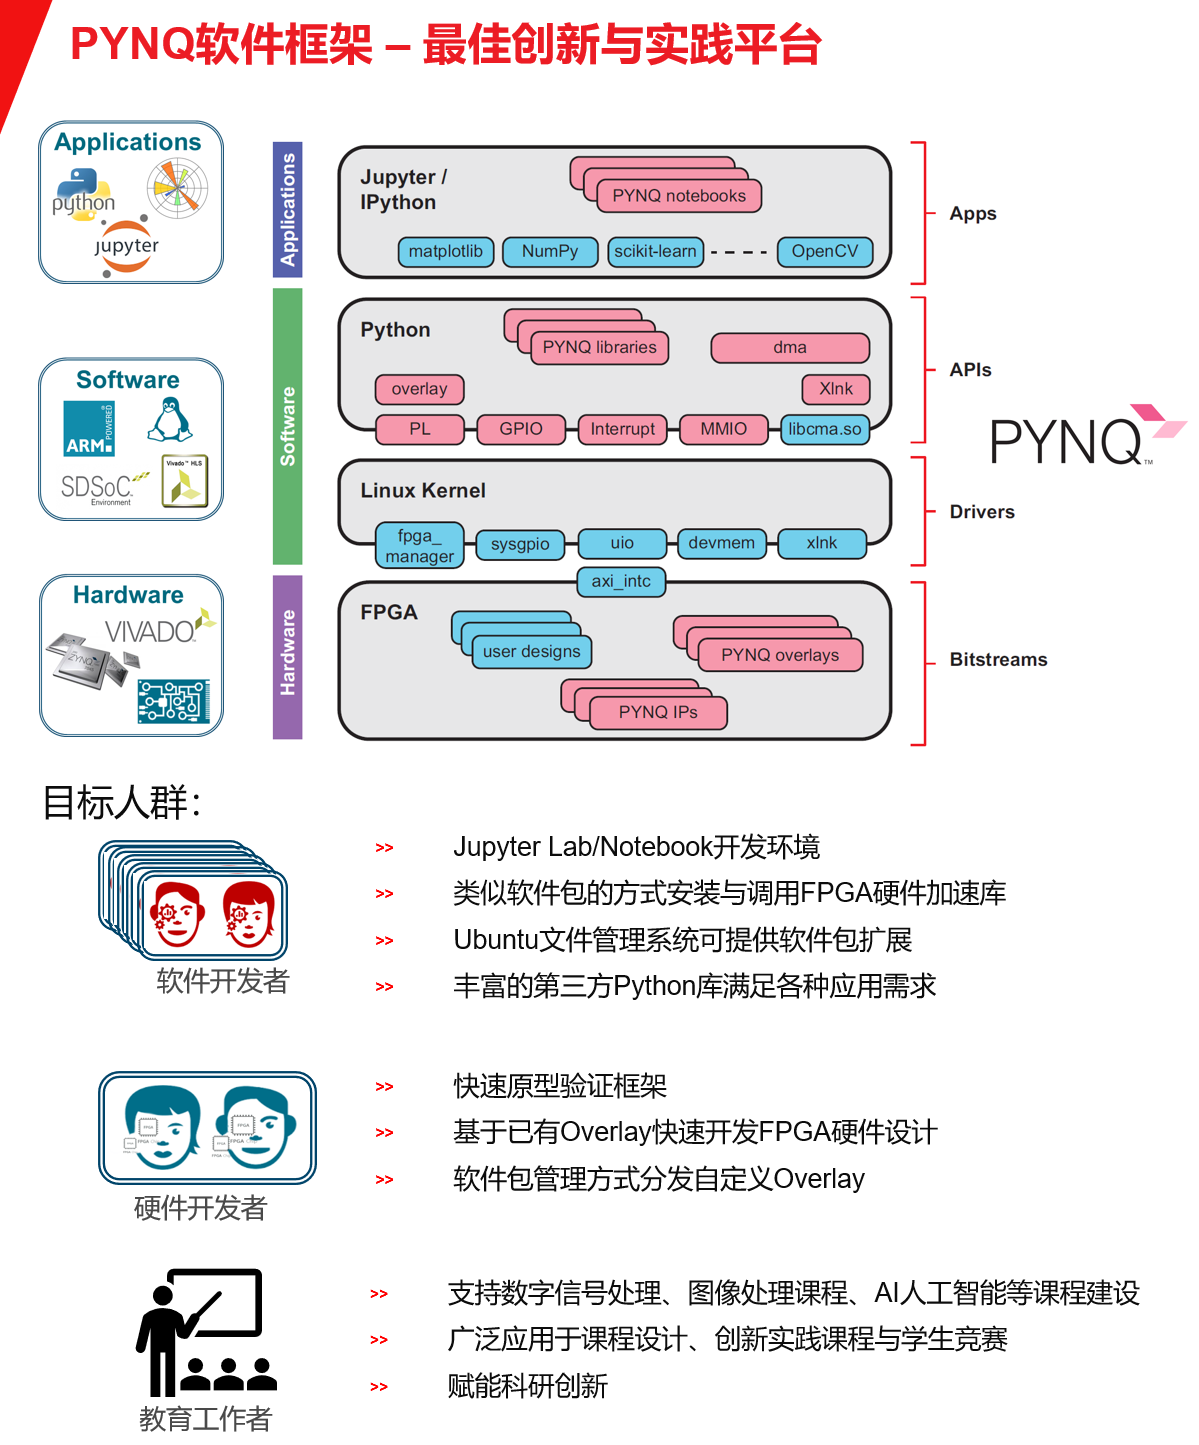 PYNQ软件框架 – 最佳创新与实践平台
Applications
python
jupyter
Applications
Jupyter /
IPython
PYNQ notebooks
matplotlib
NumPy
scikit-learn
OpenCV
Apps
Software
ARM
POWERED
®
SDSoC™
Environment
Vivado™ HLS
Software
Python
PYNQ libraries
dma
overlay
Xlnk
PL
GPIO
Interrupt
MMIO
libcma.so
APIs
PYNQ™
Linux Kernel
fpga_
manager
sysgpio
uio
devmem
xlnk
Drivers
Hardware
VIVADO
ZYNQ
Hardware
axi_intc
FPGA
user designs
PYNQ overlays
PYNQ IPs
Bitstreams
目标人群：
软件开发者
>> Jupyter Lab/Notebook开发环境
>> 类似软件包的方式安装与调用FPGA硬件加速库
>> Ubuntu文件管理系统可提供软件包扩展
>> 丰富的第三方Python库满足各种应用需求
FPGA
FPGA
FPGA
硬件开发者
>> 快速原型验证框架
>> 基于已有Overlay快速开发FPGA硬件设计
>> 软件包管理方式分发自定义Overlay
教育工作者
>> 支持数字信号处理、图像处理课程、AI人工智能等课程建设
>> 广泛应用于课程设计、创新实践课程与学生竞赛
>> 赋能科研创新